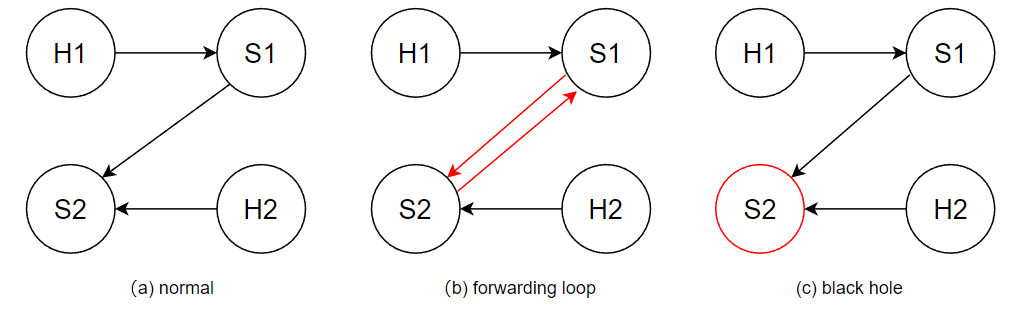 H1 S1 H1 S1 H1 S1
S2 H2 S2 H2 S2 H2
（a) normal （b) forwarding loop (c) black hole